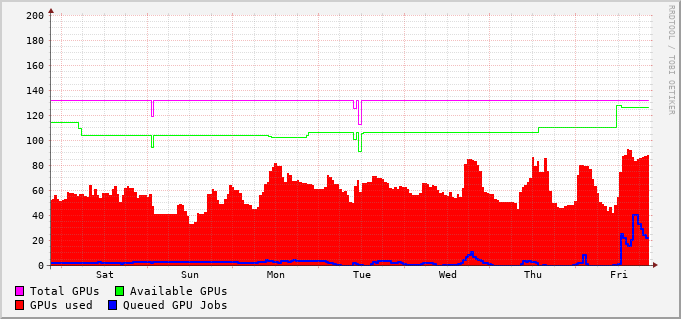 200
180
160
140
120
100
80
60
40
20
0
Sat Sun Mon Tue Wed Thu Fri
Total GPUs Available GPUs
GPUs used Queued GPU Jobs
RRDTOOL / TOBI OETIKER